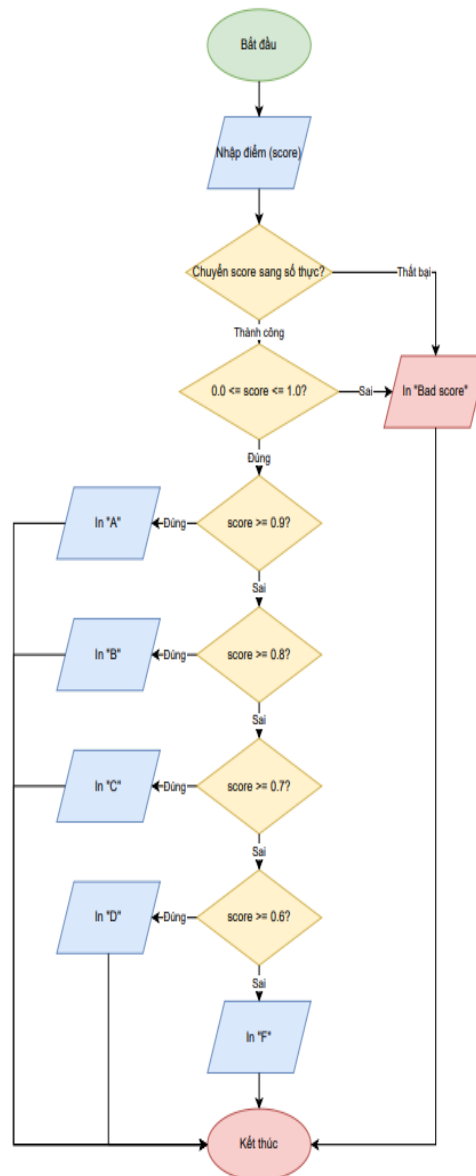 Bắt đầu
Nhập điểm (score)
Chuyển score sang số thực?
Thất bại
Thành công
0.0 <= score <= 1.0?
Sai
In "Bad score"
Đúng
In "A"
Đúng
score >= 0.9?
Sai
In "B"
Đúng
score >= 0.8?
Sai
In "C"
Đúng
score >= 0.7?
Sai
In "D"
Đúng
score >= 0.6?
Sai
In "F"
Kết thúc